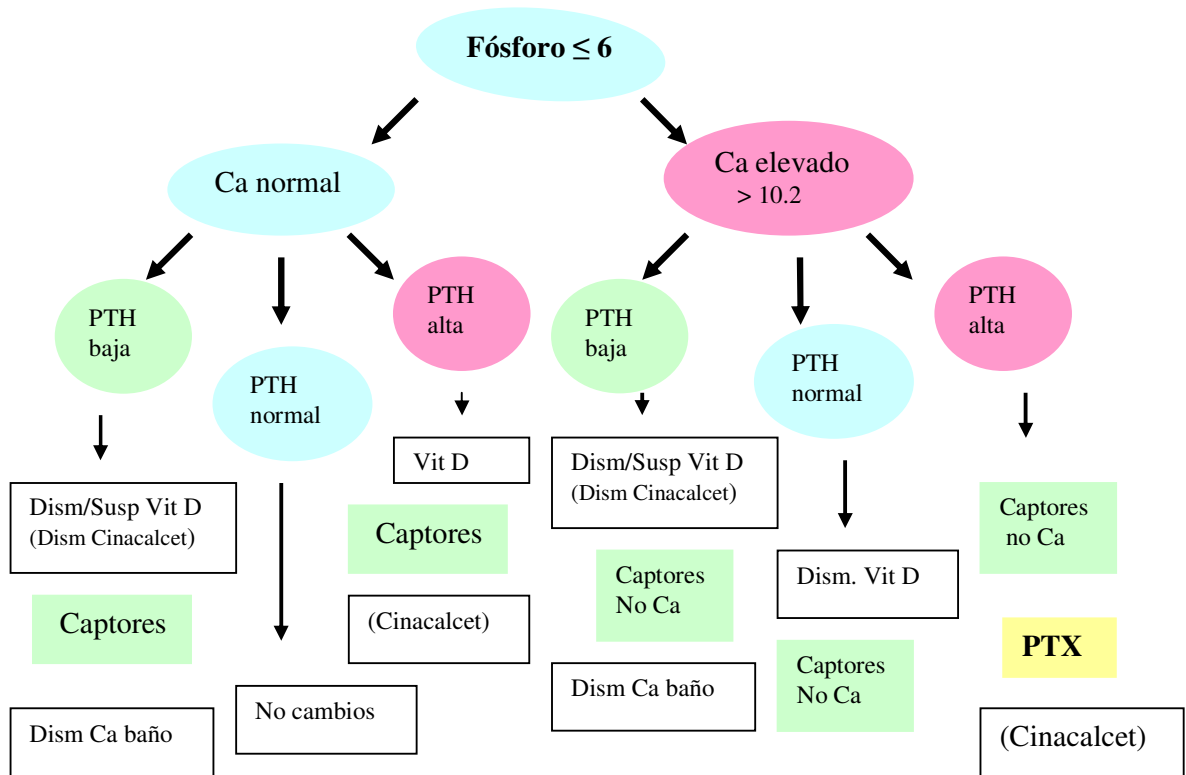 Fósforo ≤ 6
Ca normal
Ca elevado
> 10.2
PTH
baja
PTH
normal
PTH
alta
PTH
baja
PTH
normal
PTH
alta
Dism/Susp Vit D
(Dism Cinacalcet)
Captores
Dism Ca baño
No cambios
Vit D
Captores
(Cinacalcet)
Dism/Susp Vit D
(Dism Cinacalcet)
Captores
No Ca
Dism Ca baño
Dism. Vit D
Captores
No Ca
Captores
no Ca
PTX
(Cinacalcet)